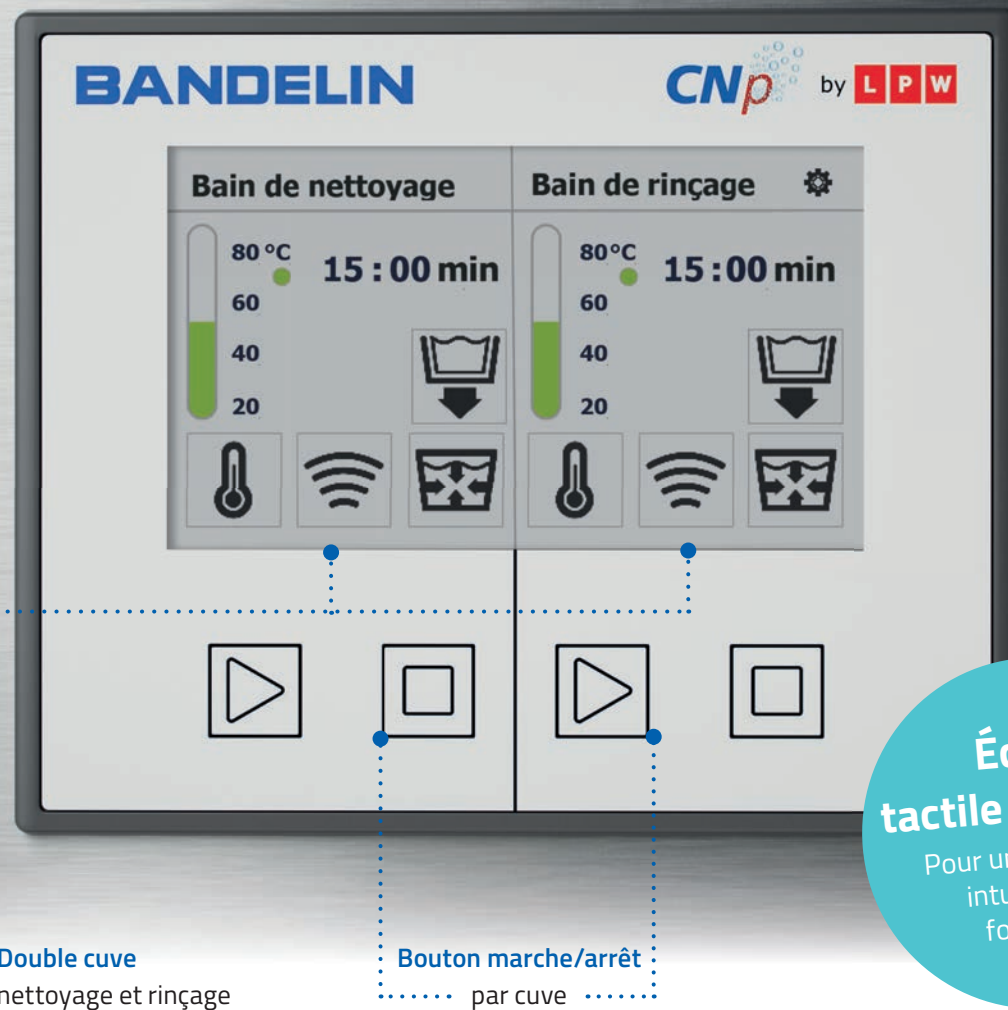 BANDELIN
CNp by LPW
Bain de nettoyage
80 °C
15 : 00 min
60
40
20
Bain de rinçage
80 °C
15 : 00 min
60
40
20
tactile
Pour
Double cuve
nettoyage et rinçage
Bouton marche/arrêt
par cuve